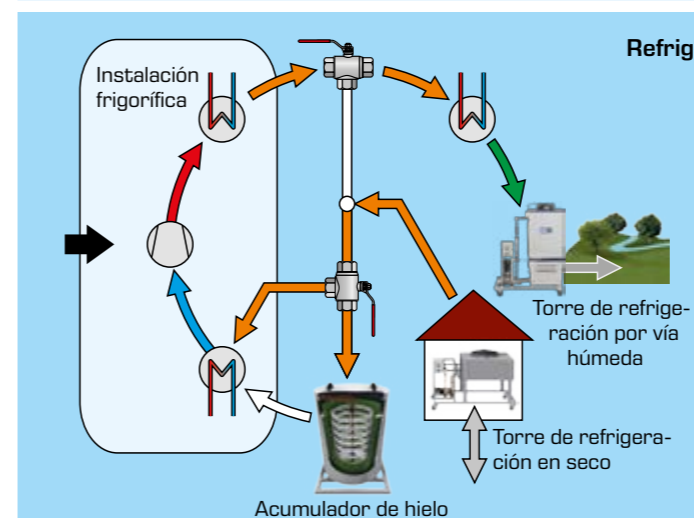 Refrig
Instalación
frigorífica
Torre de refrige-
ración por vía
húmeda
Torre de refrigera-
ción en seco
Acumulador de hielo